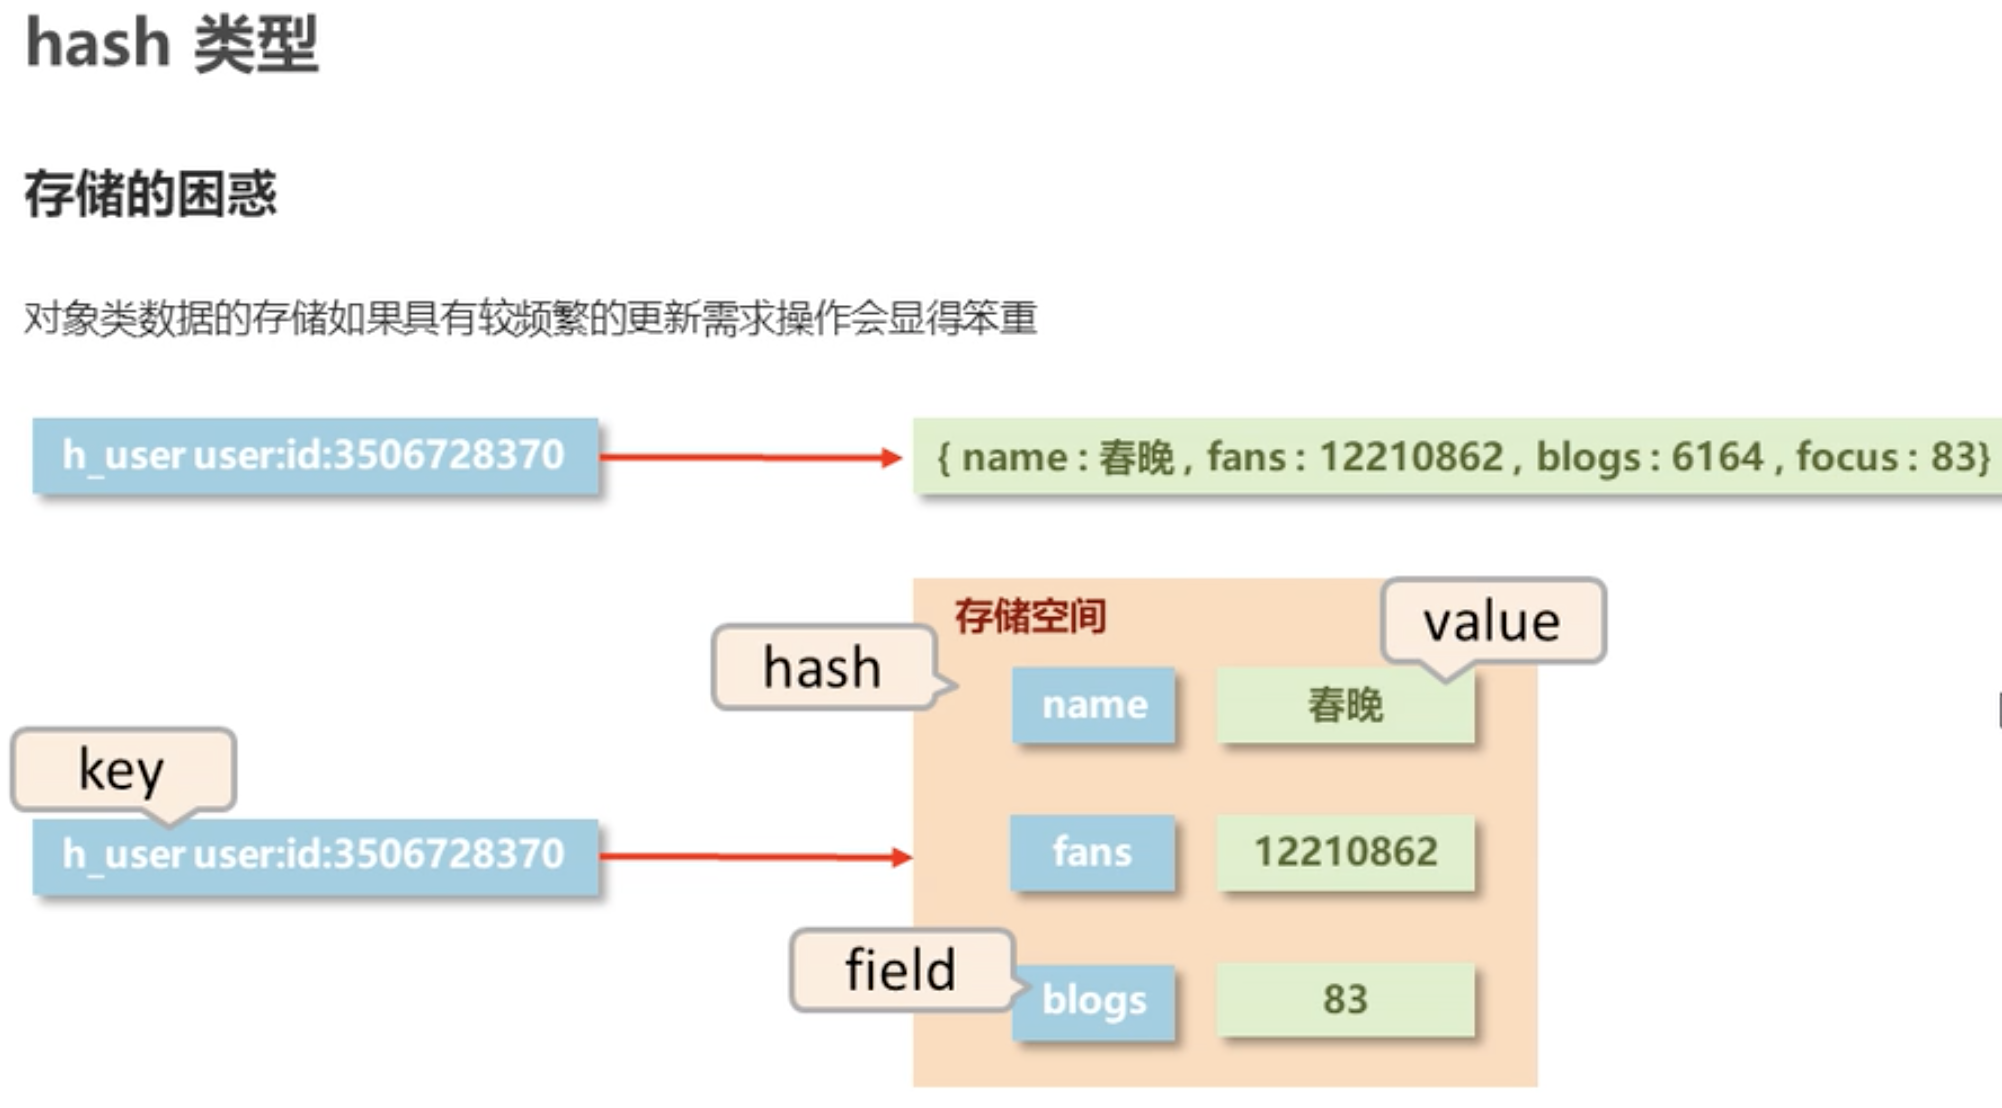 hash 类型
存储的困惑
对象类数据的存储如果具有较频繁的更新需求操作会显得笨重
h_user user:id:3506728370
{ name : 春晚 , fans : 12210862 , blogs : 6164 , focus : 83}
存储空间
value
hash
name 春晚
key
h_user user:id:3506728370
fans 12210862
field
blogs 83